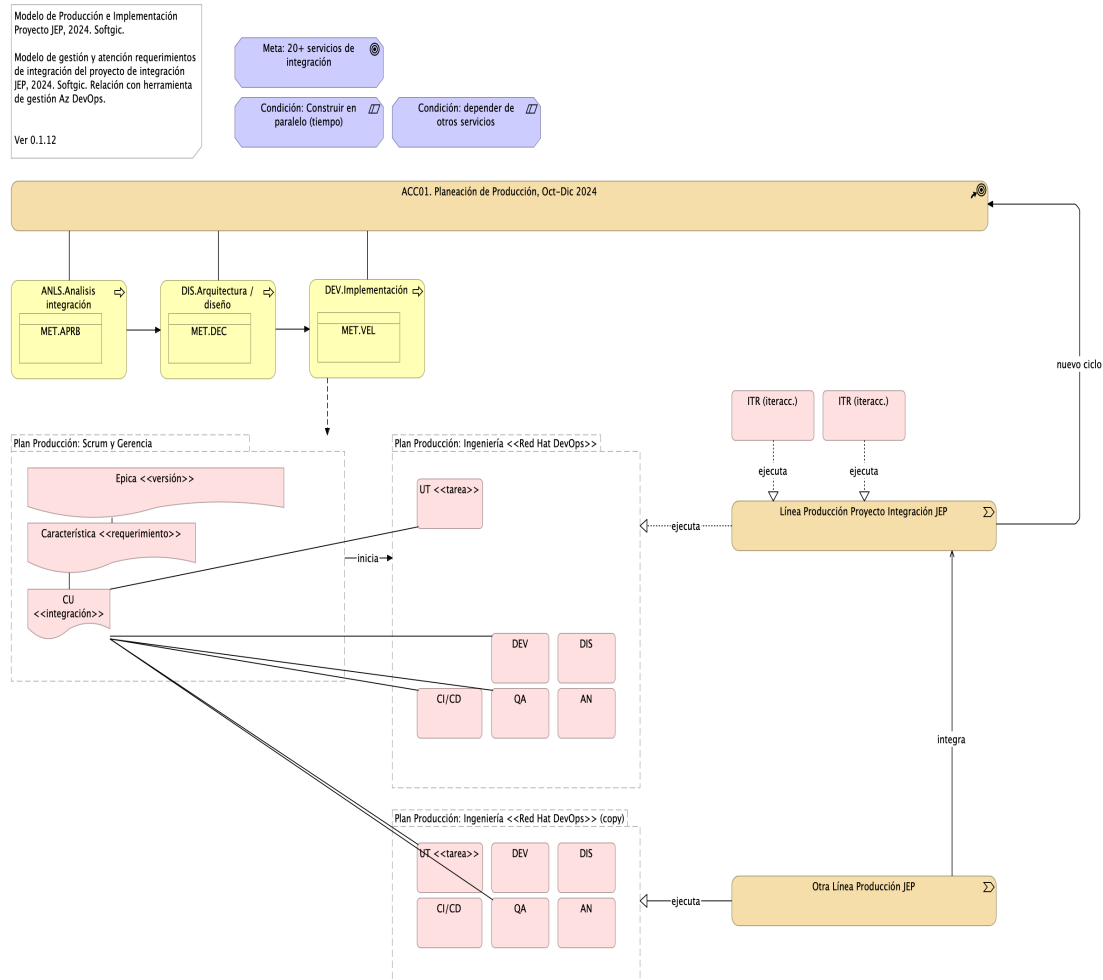 Modelo de Producción e Implementación
Proyecto JEP, 2024. Softgic.
Modelo de gestión y atención requerimientos
de integración del proyecto de integración
JEP, 2024. Softgic. Relación con herramienta
de gestión Az DevOps.
Ver 0.1.12
Meta: 20+ servicios de
integración
Condición: Construir en
paralelo (tiempo)
Condición: depender de
otros servicios
ACC01. Planeación de Producción, Oct-Dic 2024
ANLS.Analisis
integración
MET.APRB
DIS.Arquitectura /
diseño
MET.DEC
DEV.Implementación
MET.VEL
nuevo ciclo
ITR (iteracc.)
ITR (iteracc.)
ejecuta
ejecuta
Plan Producción: Scrum y Gerencia
Epica <<versión>>
Característica <<requerimiento>>
CU
<<integración>>
inicia
Plan Producción: Ingeniería <<Red Hat DevOps>>
UT <<tarea>>
DEV
DIS
CI/CD
QA
AN
ejecuta
Línea Producción Proyecto Integración JEP
integra
Plan Producción: Ingeniería <<Red Hat DevOps>> (copy)
UT <<tarea>>
DEV
DIS
CI/CD
QA
AN
ejecuta
Otra Línea Producción JEP